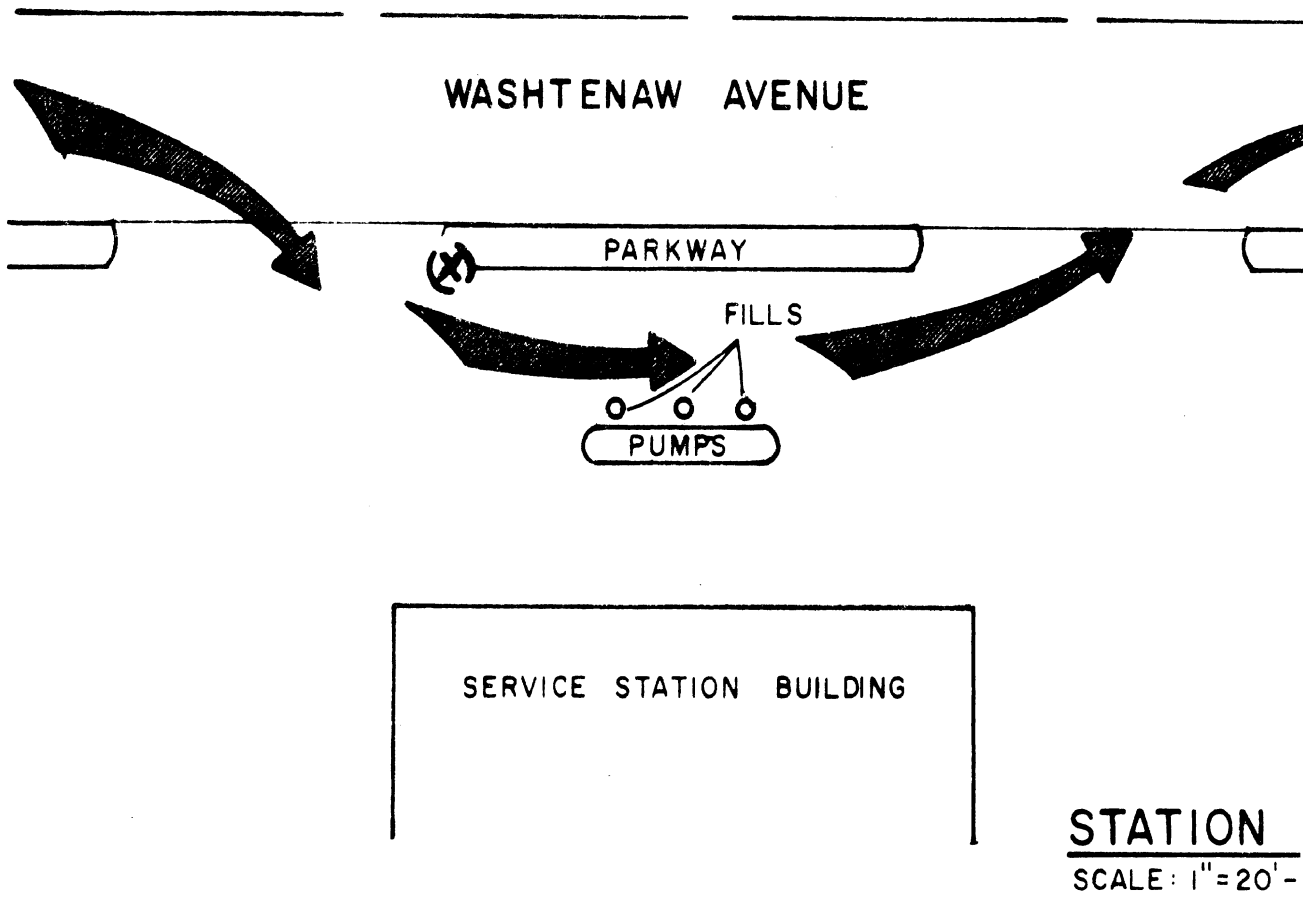 WASHTENAW AVENUE
PARKWAY
(X)
FILLS
PUMPS
SERVICE STATION BUILDING
STATION
SCALE: 1"=20'-